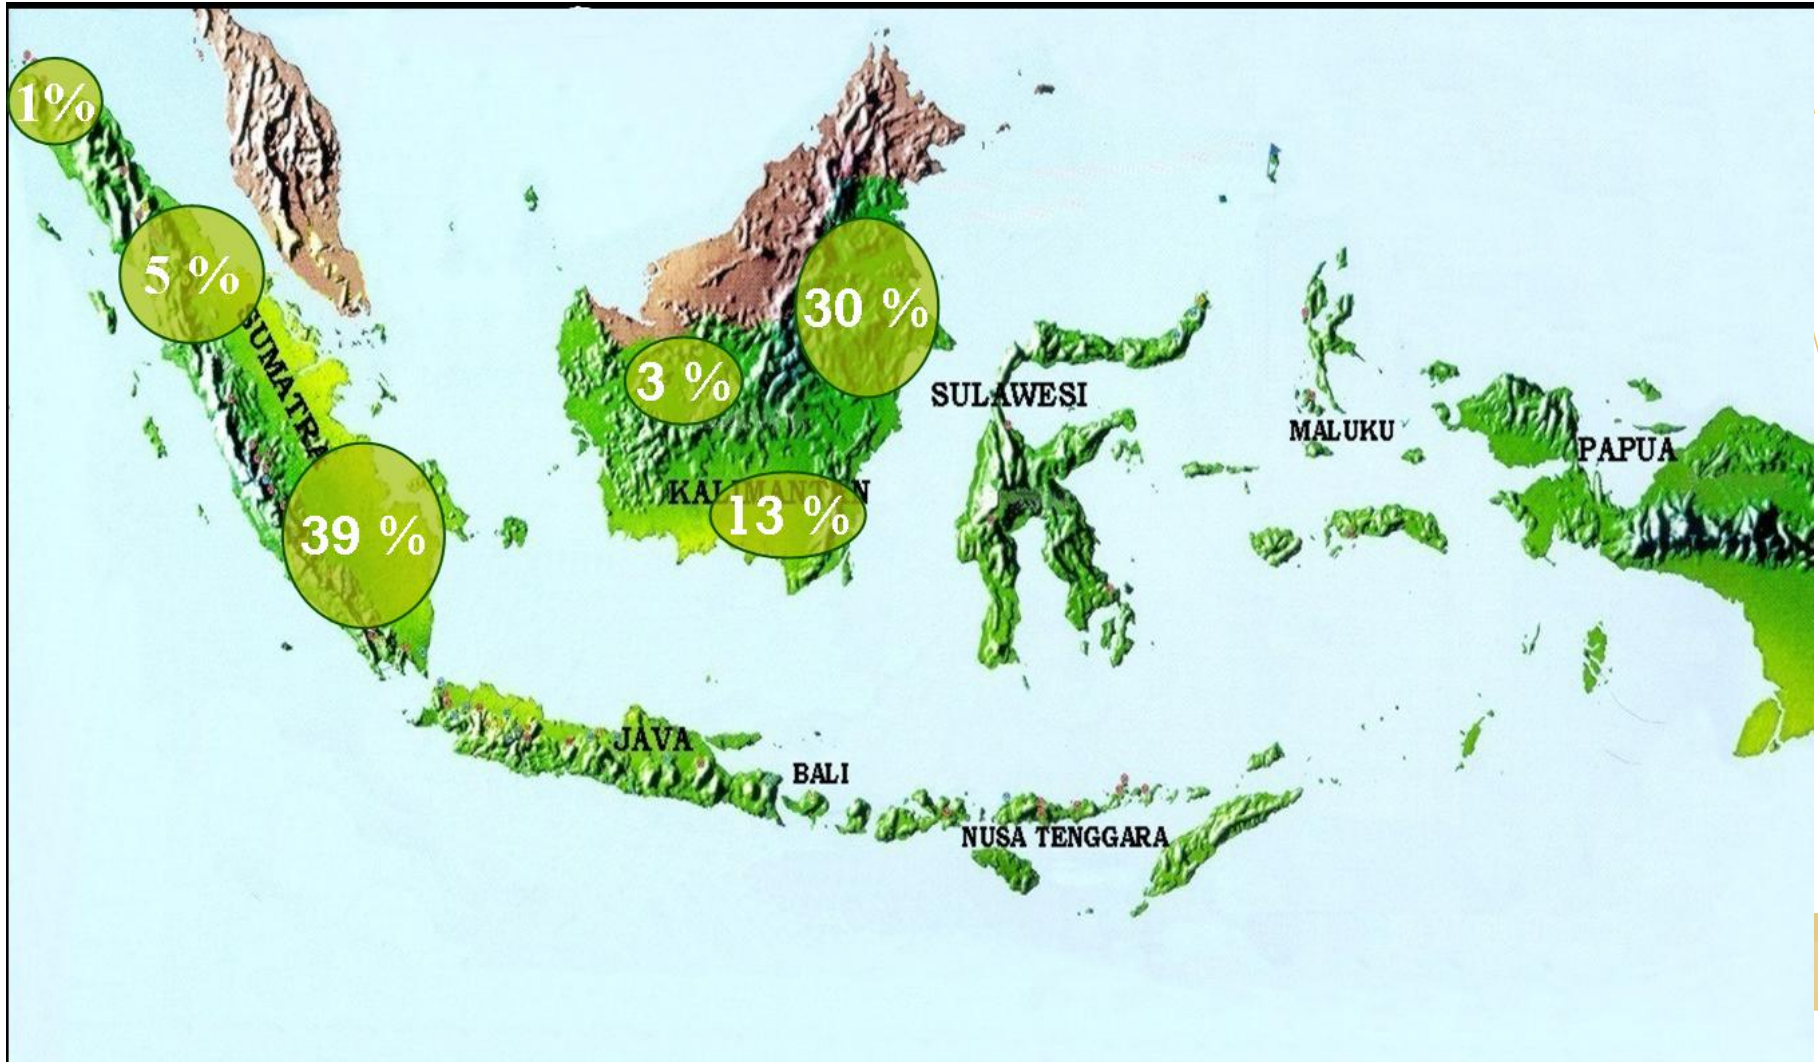 1%
5 %
30 %
SUMATRA
3 %
SULAWESI
MALUKU
PAPUA
KALIMANTAN
13 %
39 %
JAVA
BALI
NUSA TENGGARA